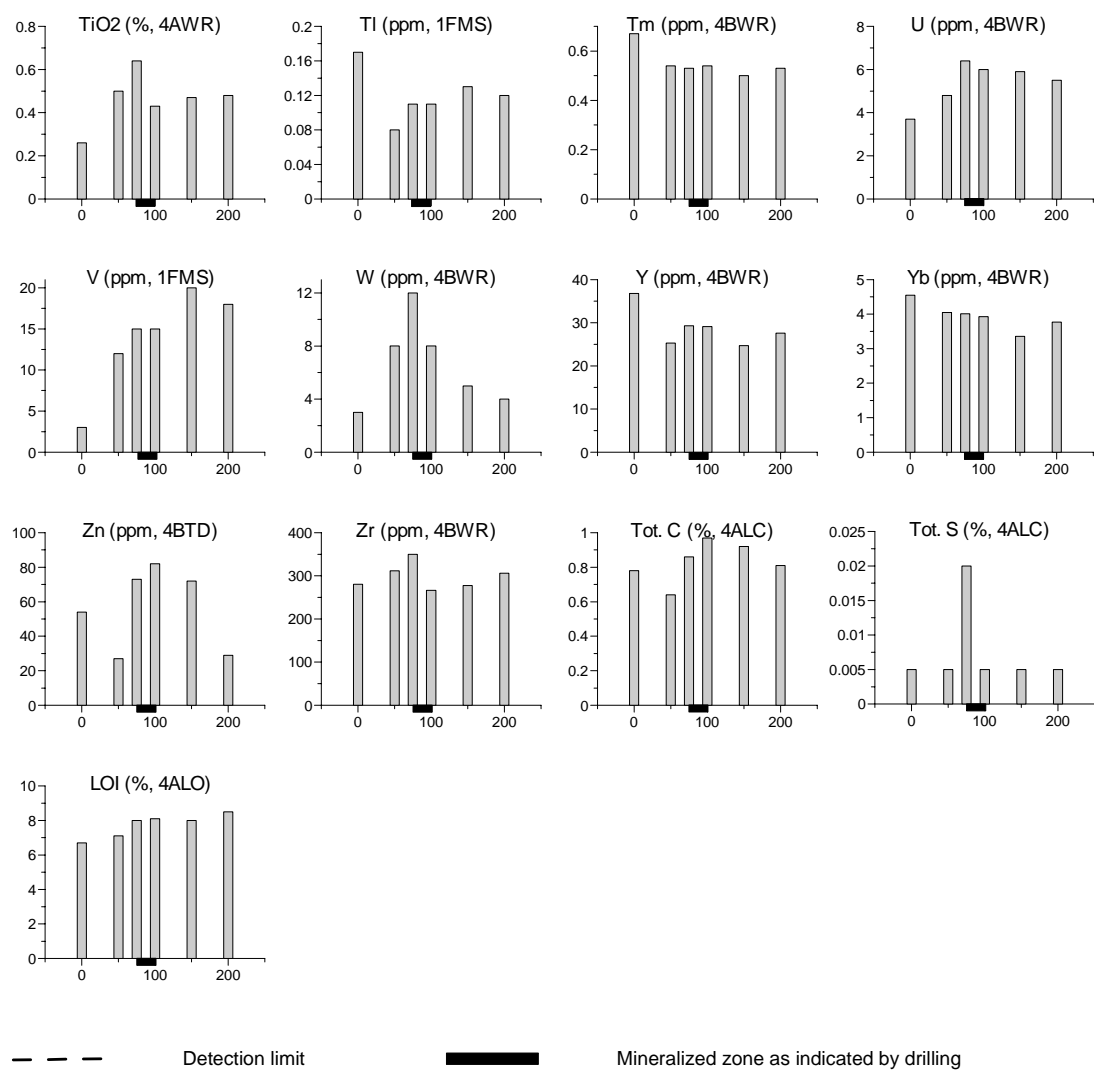 TiO2 (%, 4AWR)
0.8
0.6
0.4
0.2
0
0 100 200
Tl (ppm, 1FMS)
0.2
0.16
0.12
0.08
0.04
0
0 100 200
Tm (ppm, 4BWR)
0.6
0.4
0.2
0
0 100 200
U (ppm, 4BWR)
8
6
4
2
0
0 100 200
V (ppm, 1FMS)
20
15
10
5
0
0 100 200
W (ppm, 4BWR)
12
8
4
0
0 100 200
Y (ppm, 4BWR)
40
30
20
10
0
0 100 200
Yb (ppm, 4BWR)
5
4
3
2
1
0
0 100 200
Zn (ppm, 4BTD)
100
80
60
40
20
0
0 100 200
Zr (ppm, 4BWR)
400
300
200
100
0
0 100 200
Tot. C (%, 4ALC)
1
0.8
0.6
0.4
0.2
0
0 100 200
Tot. S (%, 4ALC)
0.025
0.02
0.015
0.01
0.005
0
0 100 200
LOI (%, 4ALO)
10
8
6
4
2
0
0 100 200
Detection limit
Mineralized zone as indicated by drilling